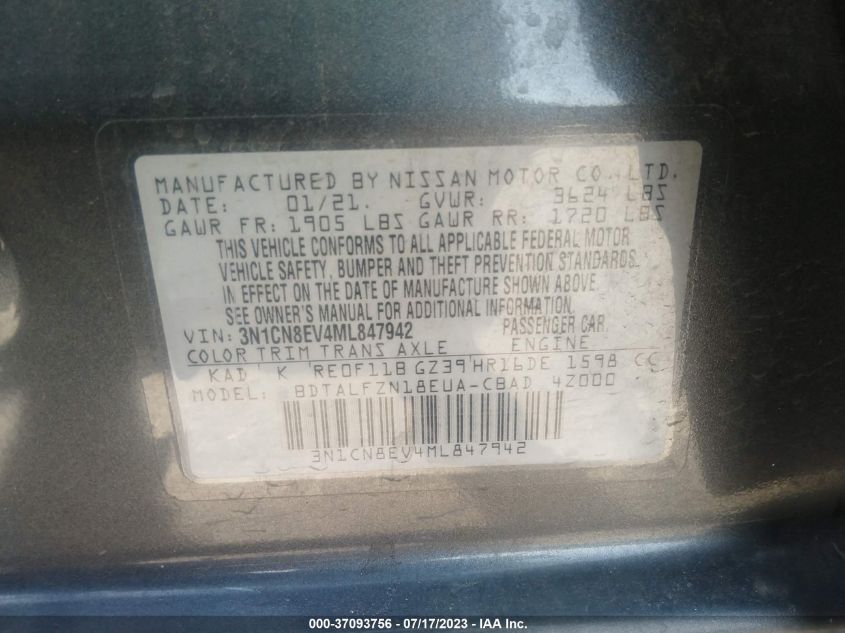 MANUFACTURED BY NISSAN MOTOR CO., LTD.
DATE: 01/21. GVWR: 3624 LBS
GAWR FR: 1905 LBS GAWR RR: 1720 LBS
THIS VEHICLE CONFORMS TO ALL APPLICABLE FEDERAL MOTOR
VEHICLE SAFETY, BUMPER AND THEFT PREVENTION STANDARDS
IN EFFECT ON THE DATE OF MANUFACTURE SHOWN ABOVE.
SEE OWNER'S MANUAL FOR ADDITIONAL INFORMATION.
VIN: 3N1CN8EV4ML847942 PASSENGER CAR
COLOR TRIM TRANS AXLE ENGINE
KAD K RE0F11B GZ39 HR16DE 1598 CC
MODEL: BDTALFZN18EUA-CBAD 4Z000
3N1CN8EV4ML847942
000-37093756 - 07/17/2023 - IAA Inc.